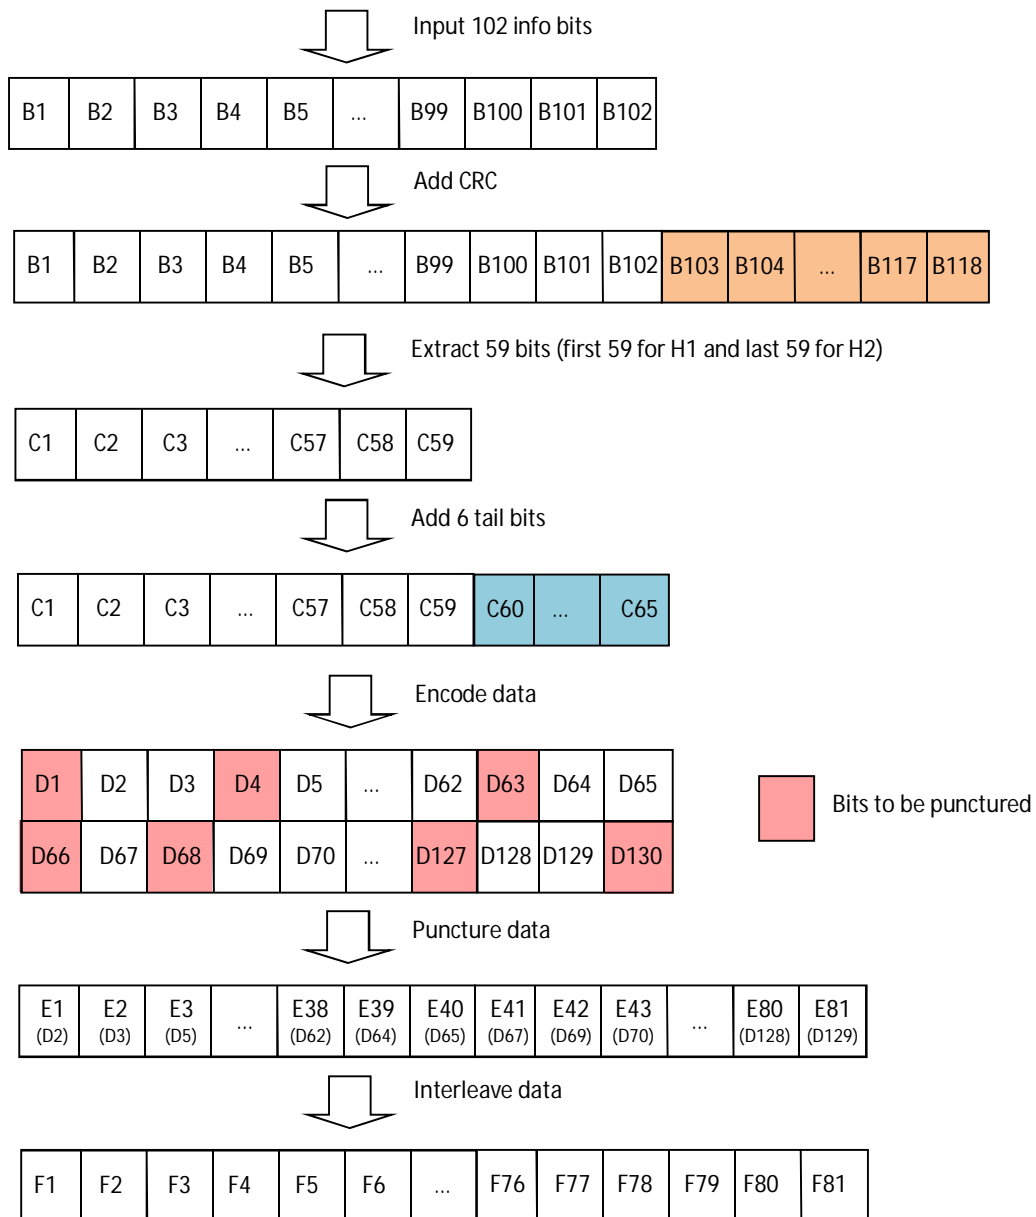 Input 102 info bits
B1 B2 B3 B4 B5 ... B99 B100 B101 B102
Add CRC
B1 B2 B3 B4 B5 ... B99 B100 B101 B102 B103 B104 ... B117 B118
Extract 59 bits (first 59 for H1 and last 59 for H2)
C1 C2 C3 ... C57 C58 C59
Add 6 tail bits
C1 C2 C3 ... C57 C58 C59 C60 ... C65
Encode data
D1 D2 D3 D4 D5 ... D62 D63 D64 D65
D66 D67 D68 D69 D70 ... D127 D128 D129 D130
Bits to be punctured
Puncture data
E1 E2 E3 ... E38 E39 E40 E41 E42 E43 ... E80 E81
(D2) (D3) (D5) (D62) (D64) (D65) (D67) (D69) (D70) (D128) (D129)
Interleave data
F1 F2 F3 F4 F5 F6 ... F76 F77 F78 F79 F80 F81